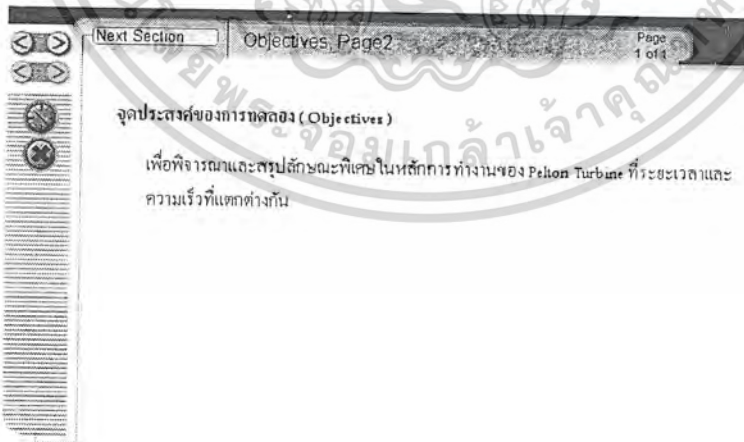 Next Section
Objectives, Page2
Page
1 of 1
จุดประสงค์ของการทดลอง ( Objectives )
เพื่อพิจารณาและสรุปลักษณะพิเศษในหลักการทำงานของ Pelton Turbine ที่ระยะเวลาและ
ความเร็วที่แตกต่างกัน